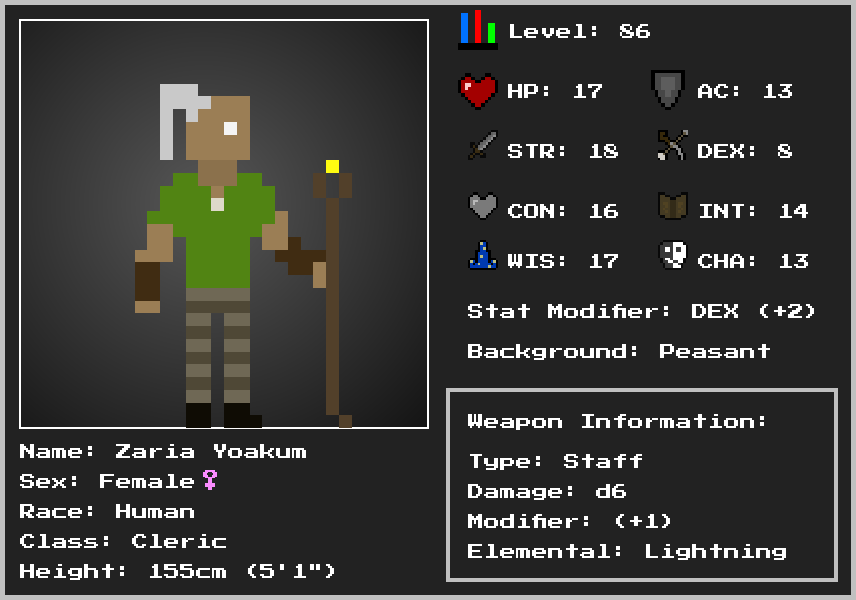 Level: 86
HP: 17 AC: 13
STR: 18 DEX: 8
CON: 16 INT: 14
WIS: 17 CHA: 13
Stat Modifier: DEX (+2)
Background: Peasant
Weapon Information:
Type: Staff
Damage: d6
Modifier: (+1)
Elemental: Lightning
Name: Zaria Yoakum
Sex: Female♀
Race: Human
Class: Cleric
Height: 155cm (5'1")